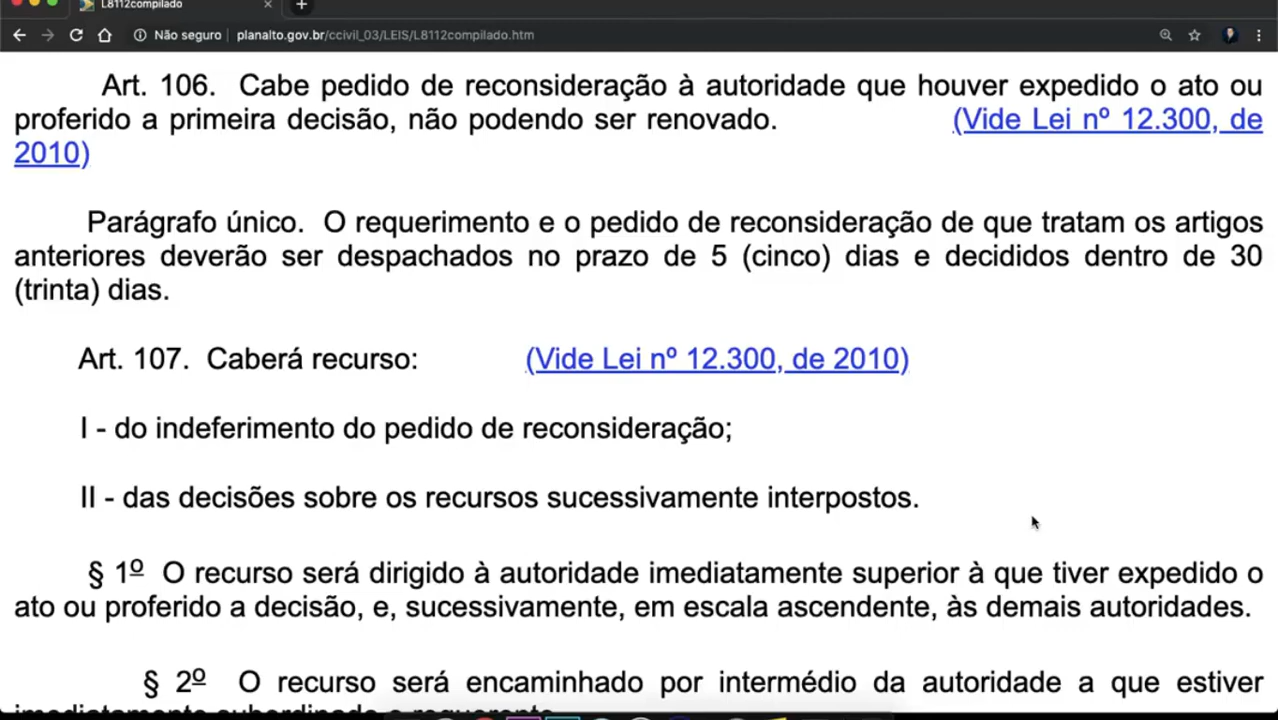 L8112compilado
Não seguro | planalto.gov.br/ccivil_03/LEIS/L8112compilado.htm
Art. 106. Cabe pedido de reconsideração à autoridade que houver expedido o ato ou
proferido a primeira decisão, não podendo ser renovado. (Vide Lei nº 12.300, de
2010)
Parágrafo único. O requerimento e o pedido de reconsideração de que tratam os artigos
anteriores deverão ser despachados no prazo de 5 (cinco) dias e decididos dentro de 30
(trinta) dias.
Art. 107. Caberá recurso: (Vide Lei nº 12.300, de 2010)
I - do indeferimento do pedido de reconsideração;
II - das decisões sobre os recursos sucessivamente interpostos.
§ 1º O recurso será dirigido à autoridade imediatamente superior à que tiver expedido o
ato ou proferido a decisão, e, sucessivamente, em escala ascendente, às demais autoridades.
§ 2º O recurso será encaminhado por intermédio da autoridade a que estiver
imediatamente subordinado o requerente.